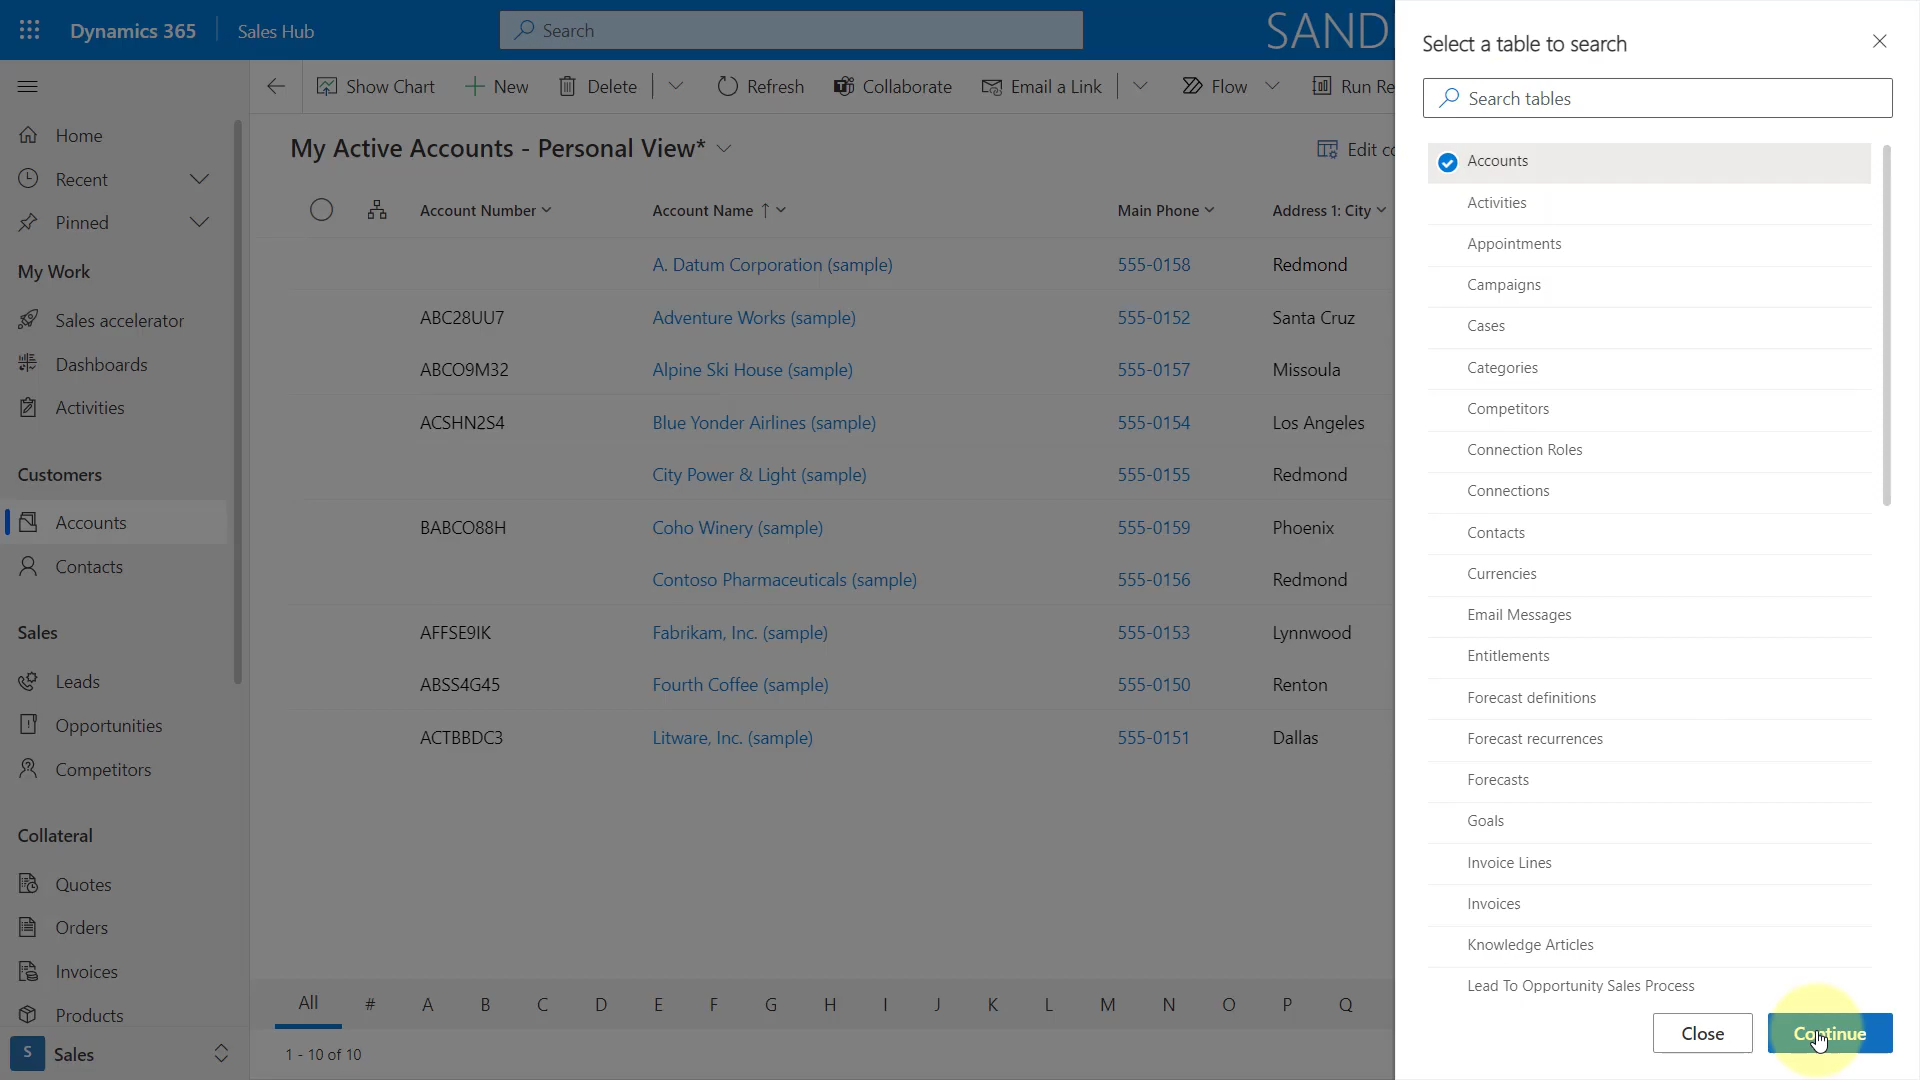 Dynamics 365
Sales Hub
Search
SAND
Select a table to search
Search tables
Show Chart
New
Delete
Refresh
Collaborate
Email a Link
Flow
Run Re
Home
Recent
Pinned
My Work
Sales accelerator
Dashboards
Activities
Customers
Accounts
Contacts
Sales
Leads
Opportunities
Competitors
Collateral
Quotes
Orders
Invoices
Products
S Sales
My Active Accounts - Personal View*
Edit co
Account Number Account Name Main Phone Address 1: City
A. Datum Corporation (sample) 555-0158 Redmond
ABC28UU7 Adventure Works (sample) 555-0152 Santa Cruz
ABCO9M32 Alpine Ski House (sample) 555-0157 Missoula
ACSHN2S4 Blue Yonder Airlines (sample) 555-0154 Los Angeles
City Power & Light (sample) 555-0155 Redmond
BABCO88H Coho Winery (sample) 555-0159 Phoenix
Contoso Pharmaceuticals (sample) 555-0156 Redmond
AFFSE9IK Fabrikam, Inc. (sample) 555-0153 Lynnwood
ABSS4G45 Fourth Coffee (sample) 555-0150 Renton
ACTBBDC3 Litware, Inc. (sample) 555-0151 Dallas
All # A B C D E F G H I J K L M N O P Q
1 - 10 of 10
Accounts
Activities
Appointments
Campaigns
Cases
Categories
Competitors
Connection Roles
Connections
Contacts
Currencies
Email Messages
Entitlements
Forecast definitions
Forecast recurrences
Forecasts
Goals
Invoice Lines
Invoices
Knowledge Articles
Lead To Opportunity Sales Process
Close
Continue